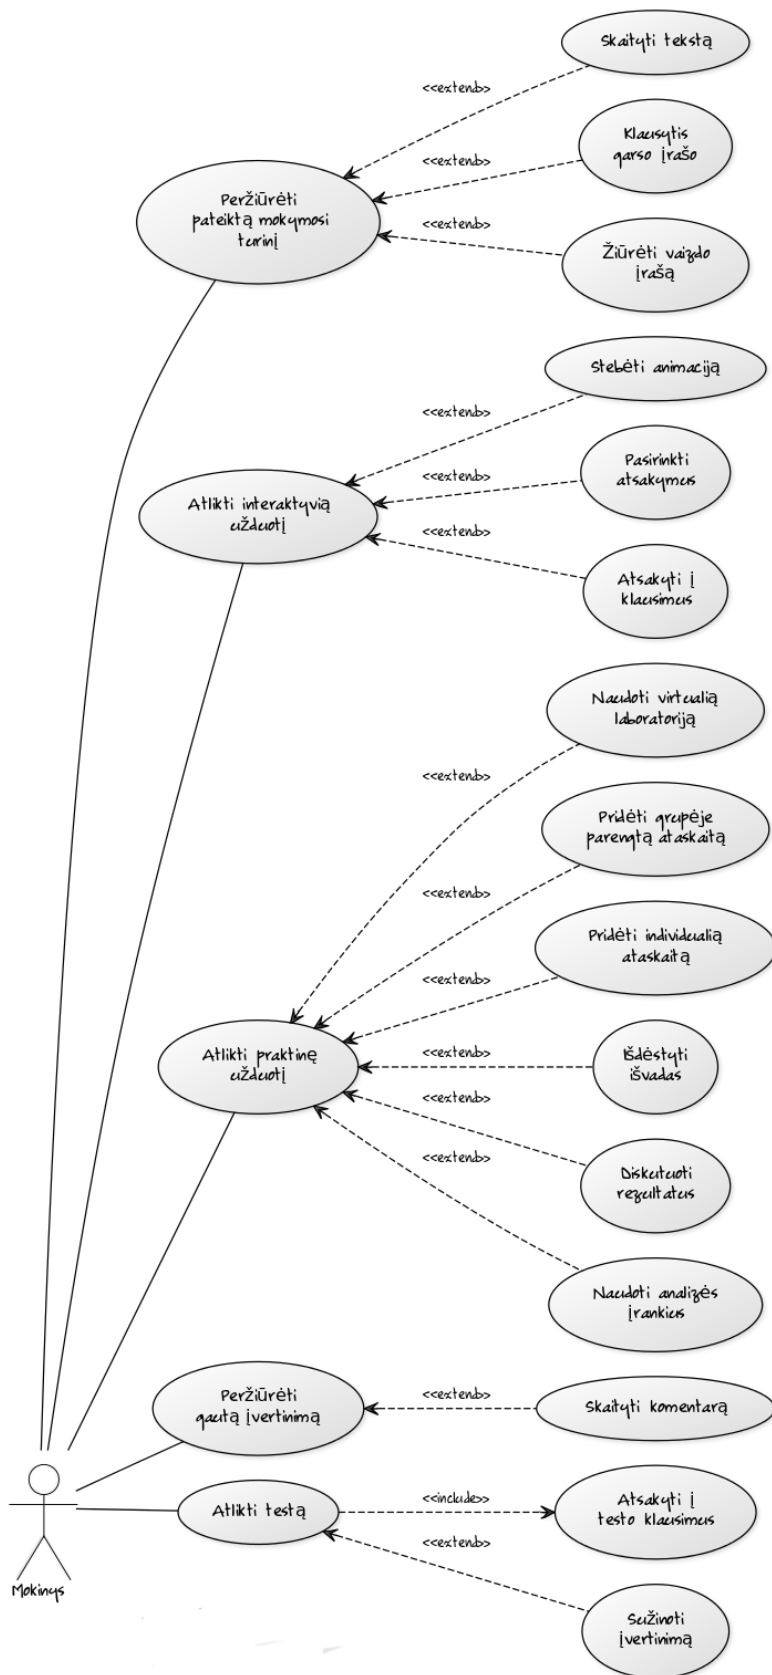 Skaityti tekstą
<<extend>>
Klausytis
garso įrašo
<<extend>>
Peržiūrėti
pateiktą mokymosi
turinį
<<extend>>
Žiūrėti vaizdo
įrašą
Stebėti animaciją
<<extend>>
Pasirinkti
atsakymus
<<extend>>
Atlikti interaktyvią
užduotį
<<extend>>
Atsakyti į
klausimus
Naudoti virtualią
laboratoriją
<<extend>>
Pridėti grupėje
parengtą ataskaitą
<<extend>>
Pridėti individualią
ataskaitą
<<extend>>
Atlikti praktinę
užduotį
<<extend>>
Išdėstyti
išvadas
<<extend>>
Diskutuoti
rezultatus
<<extend>>
Naudoti analizės
įrankius
Peržiūrėti
gautą įvertinimą
<<extend>>
Skaityti komentarą
Atlikti testą
<<include>>
Atsakyti į
testo klausimus
<<extend>>
Mokinys
Sužinoti
įvertinimą